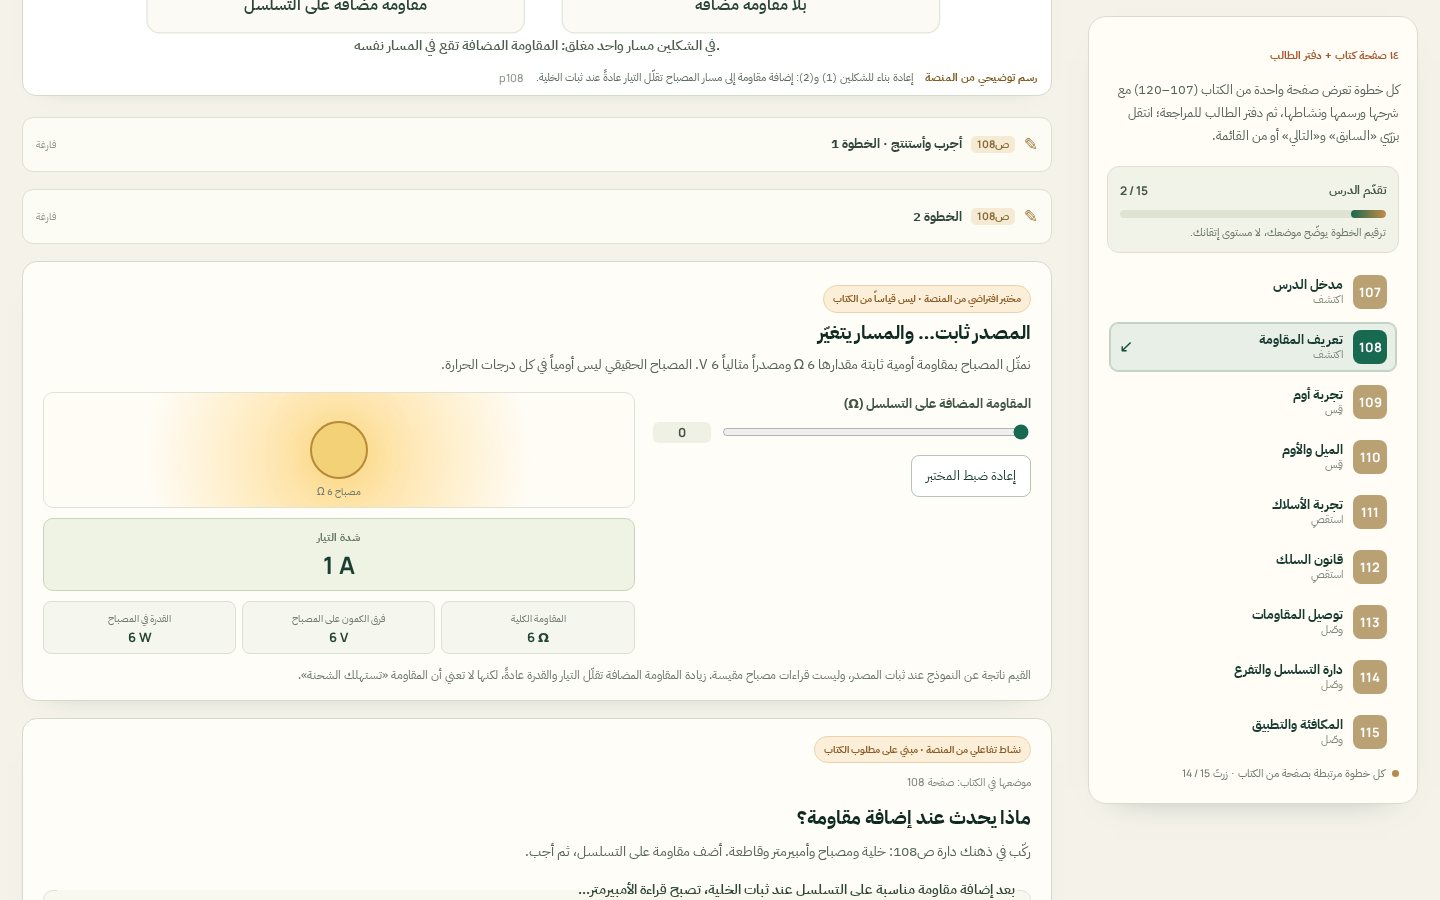 ١٤ صفحة كتاب + دفتر الطالب
كل خطوة تعرض صفحة واحدة من الكتاب (107–120) مع
شرحها ورسمها ونشاطها، ثم دفتر الطالب للمراجعة؛ انتقل
بزرّي «السابق» و«التالي» أو من القائمة.
تقدّم الدرس
2 / 15
ترقيم الخطوة يوضّح موضعك، لا مستوى إتقانك.
107
مدخل الدرس
اكتشف
108
تعريف المقاومة
اكتشف
↙
109
تجربة أوم
قِس
110
الميل والأوم
قِس
111
تجربة الأسلاك
استقصِ
112
قانون السلك
استقصِ
113
توصيل المقاومات
وصّل
114
دارة التسلسل والتفرع
وصّل
115
المكافئة والتطبيق
وصّل
كل خطوة مرتبطة بصفحة من الكتاب · زرتَ 15 / 14
بلا مقاومة مضافة
مقاومة مضافة على التسلسل
في الشكلين مسار واحد مغلق؛ المقاومة المضافة تقع في المسار نفسه.
رسم توضيحي من المنصة
إعادة بناء للشكلين (1) و(2): إضافة مقاومة إلى مسار المصباح تقلّل التيار عادةً عند ثبات الخلية.
p108
✎ ص108 أجرب وأستنتج · الخطوة 1
فارغة
✎ ص108 الخطوة 2
فارغة
مختبر افتراضي من المنصة · ليس قياساً من الكتاب
المصدر ثابت… والمسار يتغيّر
نمثّل المصباح بمقاومة أومية ثابتة مقدارها 6 Ω ومصدراً مثالياً 6 V. المصباح الحقيقي ليس أومياً في كل درجات الحرارة.
المقاومة المضافة على التسلسل (Ω)
0
إعادة ضبط المختبر
مصباح 6 Ω
شدة التيار
1 A
المقاومة الكلية
6 Ω
فرق الكمون على المصباح
6 V
القدرة في المصباح
6 W
القيم ناتجة عن النموذج عند ثبات المصدر، وليست قراءات مصباح مقيسة. زيادة المقاومة المضافة تقلّل التيار والقدرة عادةً، لكنها لا تعني أن المقاومة «تستهلك الشحنة».
نشاط تفاعلي من المنصة · مبني على مطلوب الكتاب
موضعها في الكتاب: صفحة 108
ماذا يحدث عند إضافة مقاومة؟
ركّب في ذهنك دارة ص108: خلية ومصباح وأمبيرمتر وقاطعة. أضف مقاومة على التسلسل، ثم أجب.
بعد إضافة مقاومة مناسبة على التسلسل عند ثبات الخلية، تصبح قراءة الأمبيرمتر…